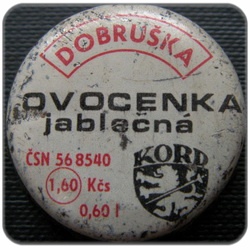 DOBRUŠKA
OVOCENKA
jablečná
ČSN 56 8540
1,60 Kčs
0,60 l
KORD